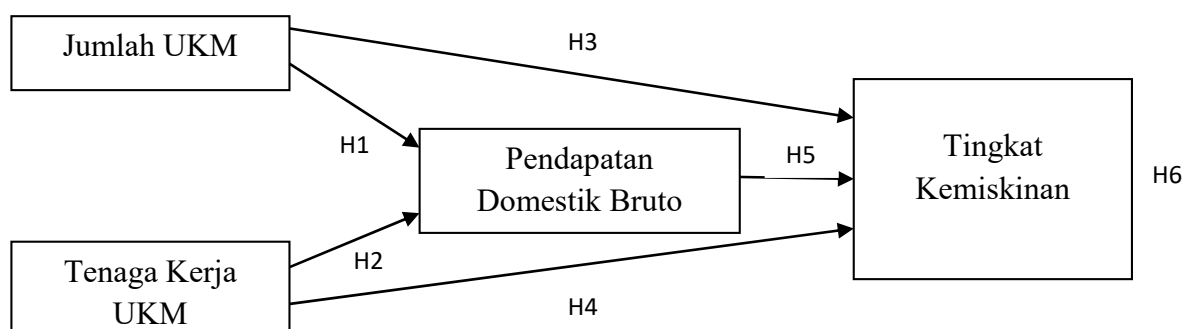 Jumlah UKM
H3
H1
Pendapatan
Domestik Bruto
H5
Tingkat
Kemiskinan
H6
H2
Tenaga Kerja
UKM
H4